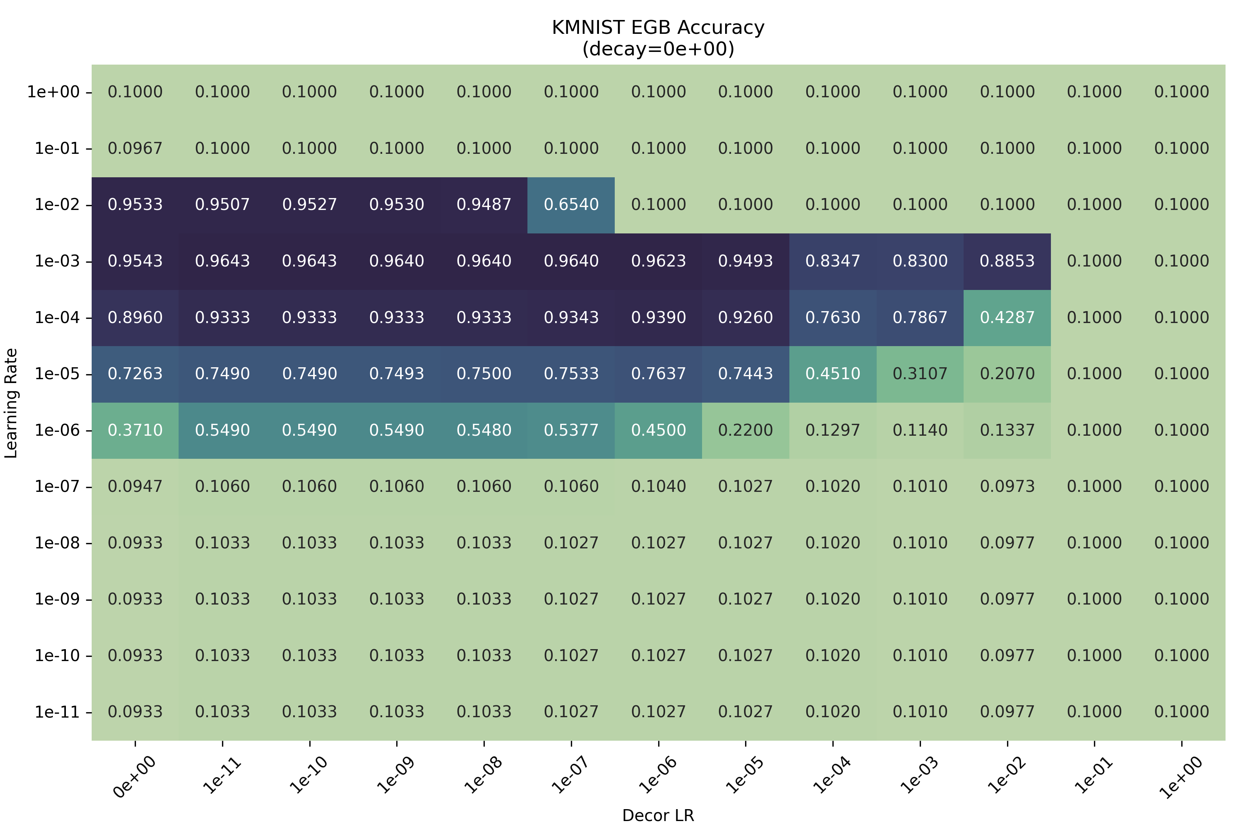 KMNIST EGB Accuracy
(decay=0e+00)
1e+00 0.1000 0.1000 0.1000 0.1000 0.1000 0.1000 0.1000 0.1000 0.1000 0.1000 0.1000 0.1000 0.1000
1e-01 0.0967 0.1000 0.1000 0.1000 0.1000 0.1000 0.1000 0.1000 0.1000 0.1000 0.1000 0.1000 0.1000
1e-02 0.9533 0.9507 0.9527 0.9530 0.9487 0.6540 0.1000 0.1000 0.1000 0.1000 0.1000 0.1000 0.1000
1e-03 0.9543 0.9643 0.9643 0.9640 0.9640 0.9640 0.9623 0.9493 0.8347 0.8300 0.8853 0.1000 0.1000
1e-04 0.8960 0.9333 0.9333 0.9333 0.9333 0.9343 0.9390 0.9260 0.7630 0.7867 0.4287 0.1000 0.1000
1e-05 0.7263 0.7490 0.7490 0.7493 0.7500 0.7533 0.7637 0.7443 0.4510 0.3107 0.2070 0.1000 0.1000
1e-06 0.3710 0.5490 0.5490 0.5490 0.5480 0.5377 0.4500 0.2200 0.1297 0.1140 0.1337 0.1000 0.1000
1e-07 0.0947 0.1060 0.1060 0.1060 0.1060 0.1060 0.1040 0.1027 0.1020 0.1010 0.0973 0.1000 0.1000
1e-08 0.0933 0.1033 0.1033 0.1033 0.1033 0.1027 0.1027 0.1027 0.1020 0.1010 0.0977 0.1000 0.1000
1e-09 0.0933 0.1033 0.1033 0.1033 0.1033 0.1027 0.1027 0.1027 0.1020 0.1010 0.0977 0.1000 0.1000
1e-10 0.0933 0.1033 0.1033 0.1033 0.1033 0.1027 0.1027 0.1027 0.1020 0.1010 0.0977 0.1000 0.1000
1e-11 0.0933 0.1033 0.1033 0.1033 0.1033 0.1027 0.1027 0.1027 0.1020 0.1010 0.0977 0.1000 0.1000
Learning Rate
0e+00 1e-11 1e-10 1e-09 1e-08 1e-07 1e-06 1e-05 1e-04 1e-03 1e-02 1e-01 1e+00
Decor LR